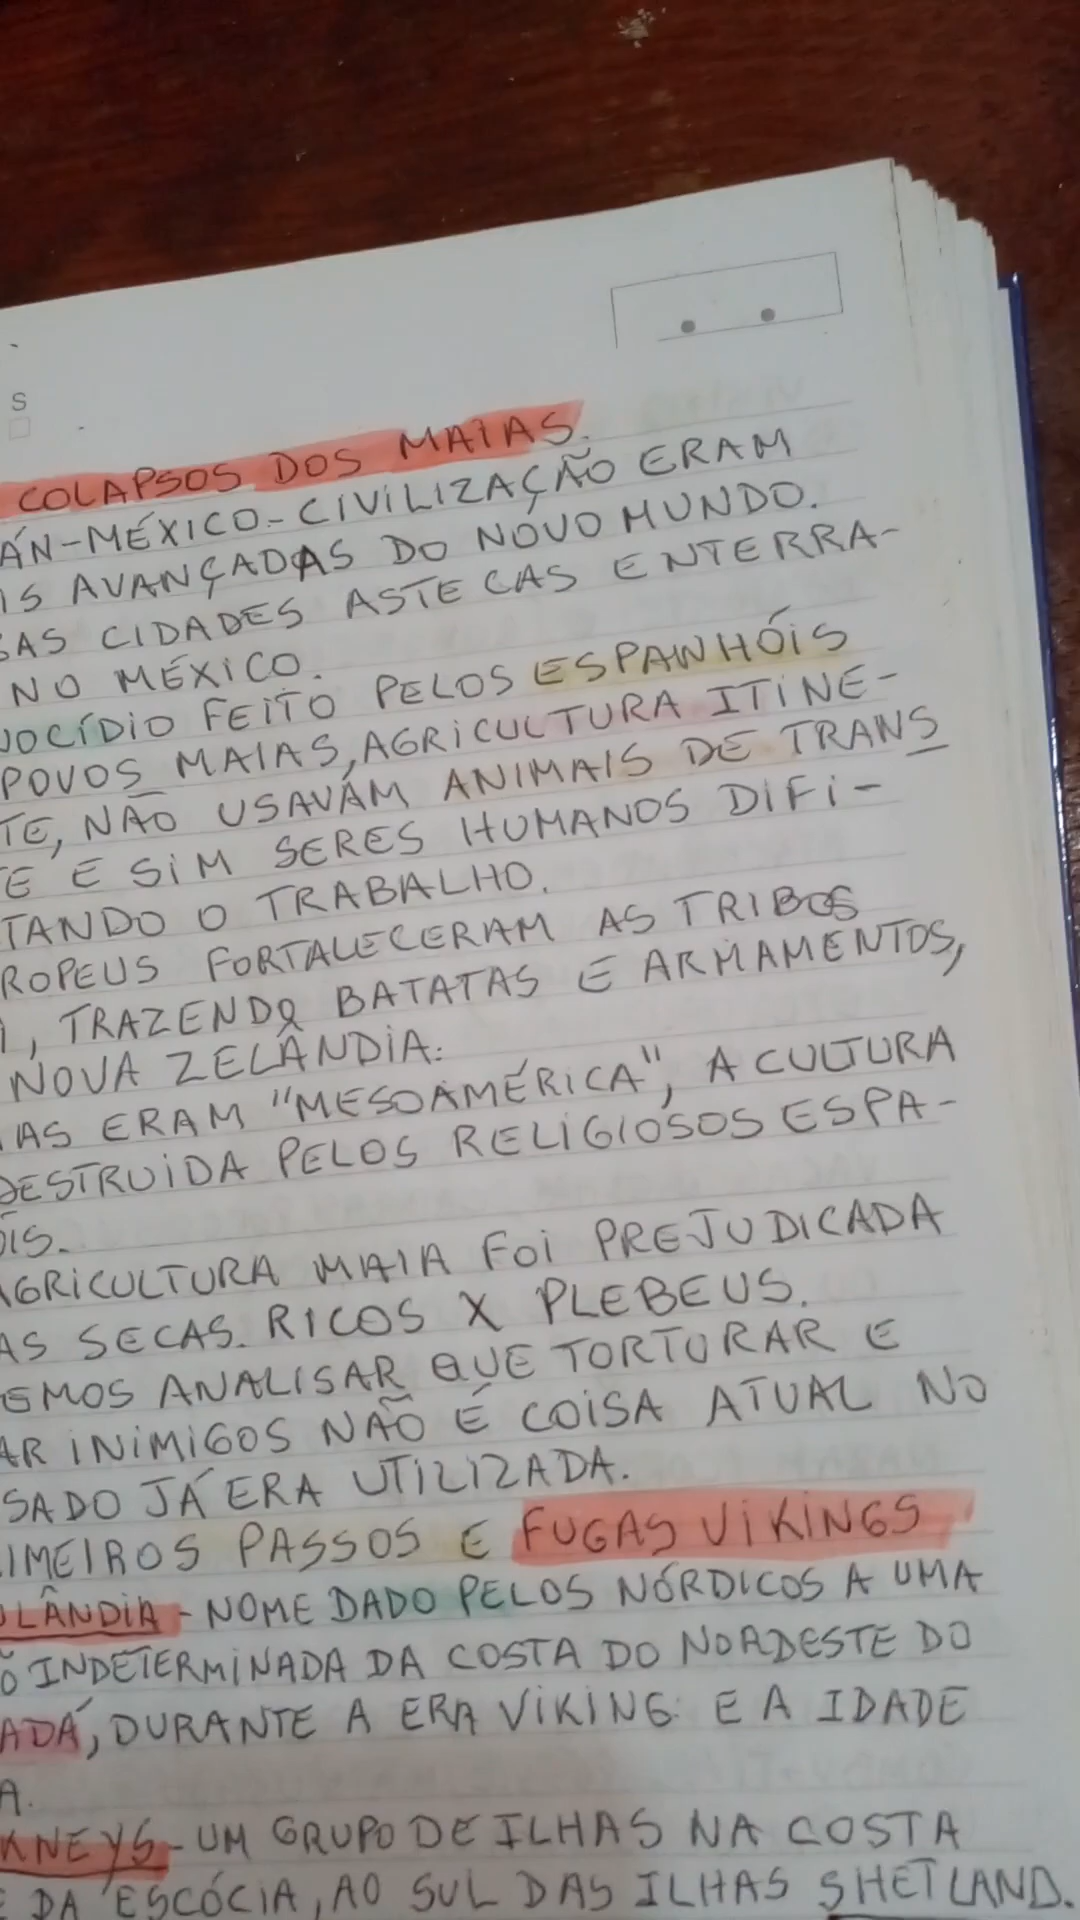 S
COLAPSOS DOS MAIAS.
ÁN-MÉXICO-CIVILIZAÇÃO ERAM
IS AVANÇADAS DO NOVO MUNDO.
SAS CIDADES ASTECAS ENTERRA-
NO MÉXICO.
NOCÍDIO FEITO PELOS ESPANHÓIS
POVOS MAIAS, AGRICULTURA ITINE-
TE, NÃO USAVAM ANIMAIS DE TRANS
E E SIM SERES HUMANOS DIFI-
TANDO O TRABALHO.
ROPEUS FORTALECERAM AS TRIBOS
I, TRAZENDO BATATAS E ARMAMENTOS,
NOVA ZELÂNDIA.
IAS ERAM "MESOAMÉRICA", A CULTURA
DESTRUIDA PELOS RELIGIOSOS ESPA-
ÓIS.
AGRICULTURA MAIA FOI PREJUDICADA
AS SECAS. RICOS X PLEBEUS.
EMOS ANALISAR QUE TORTURAR E
AR INIMIGOS NÃO É COISA ATUAL NO
SADO JÁ ERA UTILIZADA.
IMEIROS PASSOS E FUGAS VIKINGS
LÂNDIA - NOME DADO PELOS NÓRDICOS A UMA
O INDETERMINADA DA COSTA DO NORDESTE DO
ADÁ, DURANTE A ERA VIKING E A IDADE
A.
KNEYS - UM GRUPO DE ILHAS NA COSTA
E DA ESCÓCIA, AO SUL DAS ILHAS SHETLAND.